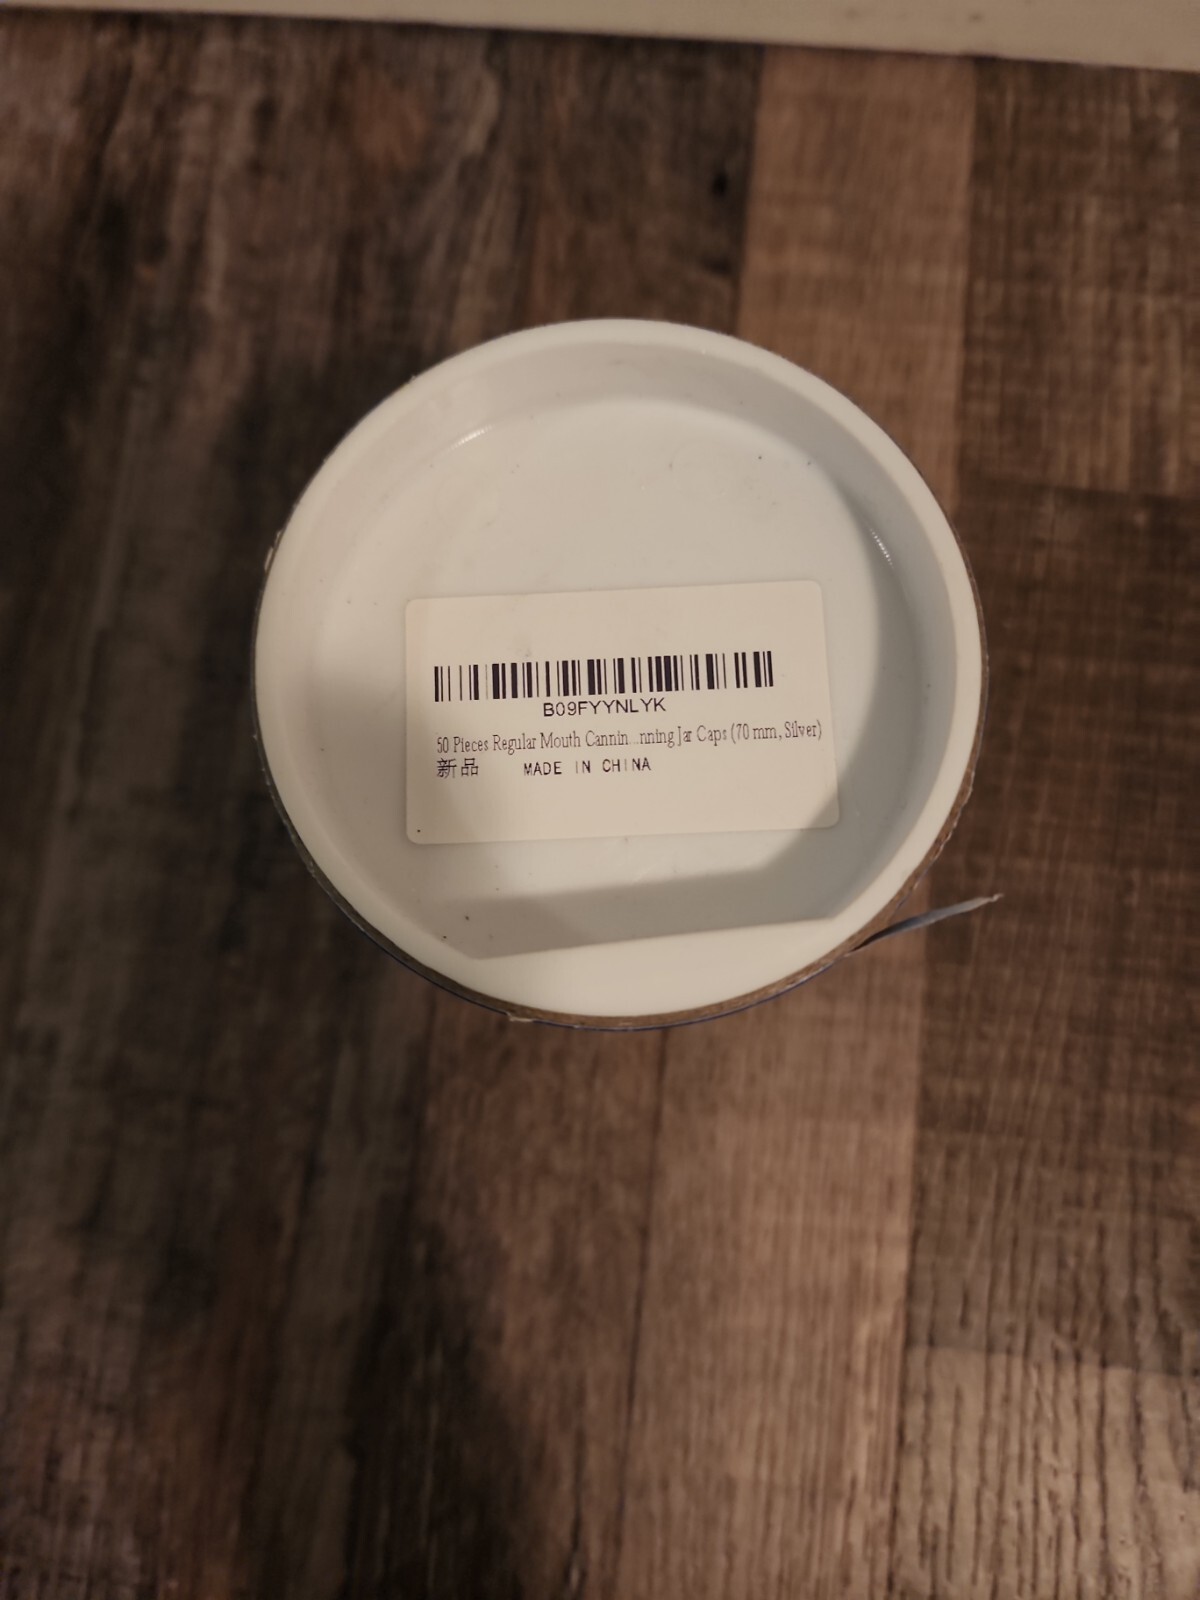 B09FYYNLYK
50 Pieces Regular Mouth Cannin...nning Jar Caps (70 mm, Silver)
新品 MADE IN CHINA